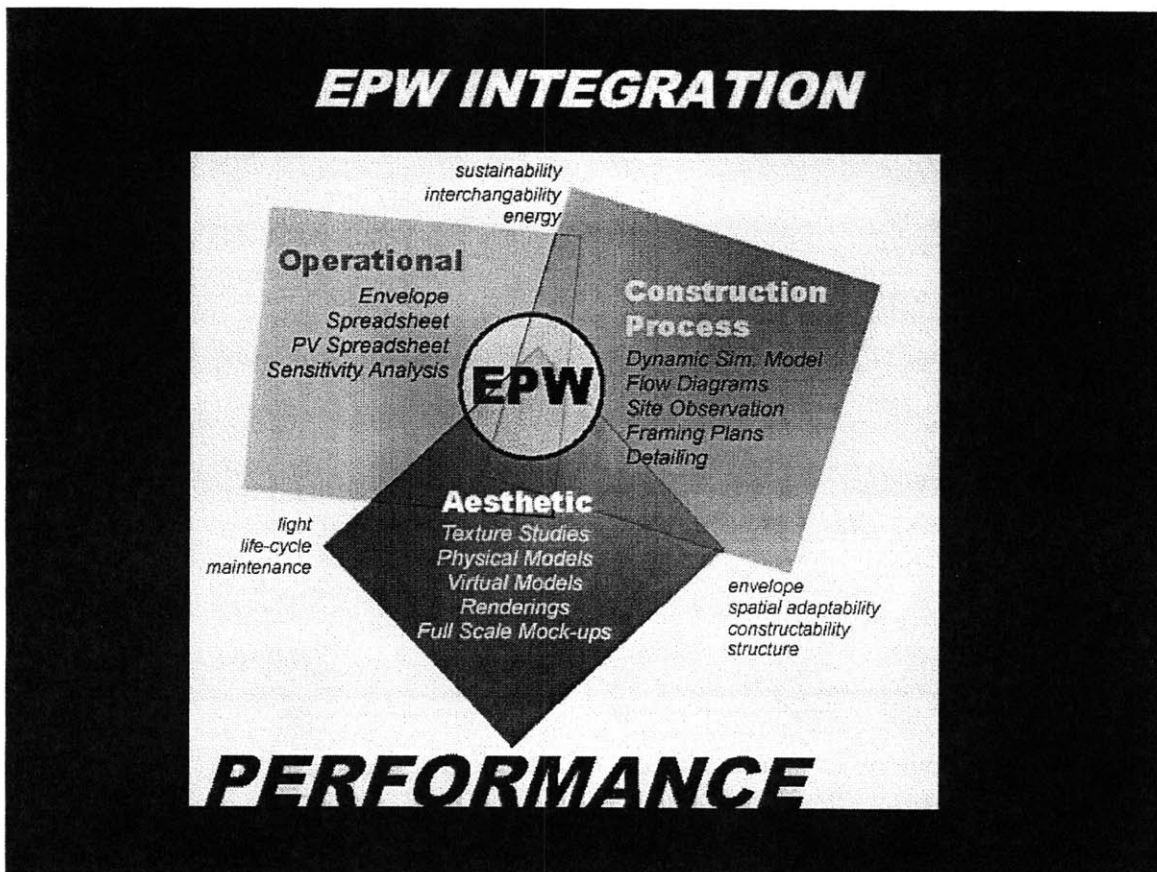 EPW INTEGRATION
sustainability
interchangability
energy
Operational
Envelope
Spreadsheet
PV Spreadsheet
Sensitivity Analysis
Construction
Process
Dynamic Sim. Model
Flow Diagrams
Site Observation
Framing Plans
Detailing
EPW
Aesthetic
Texture Studies
Physical Models
Virtual Models
Renderings
Full Scale Mock-ups
light
life-cycle
maintenance
envelope
spatial adaptability
constructability
structure
PERFORMANCE